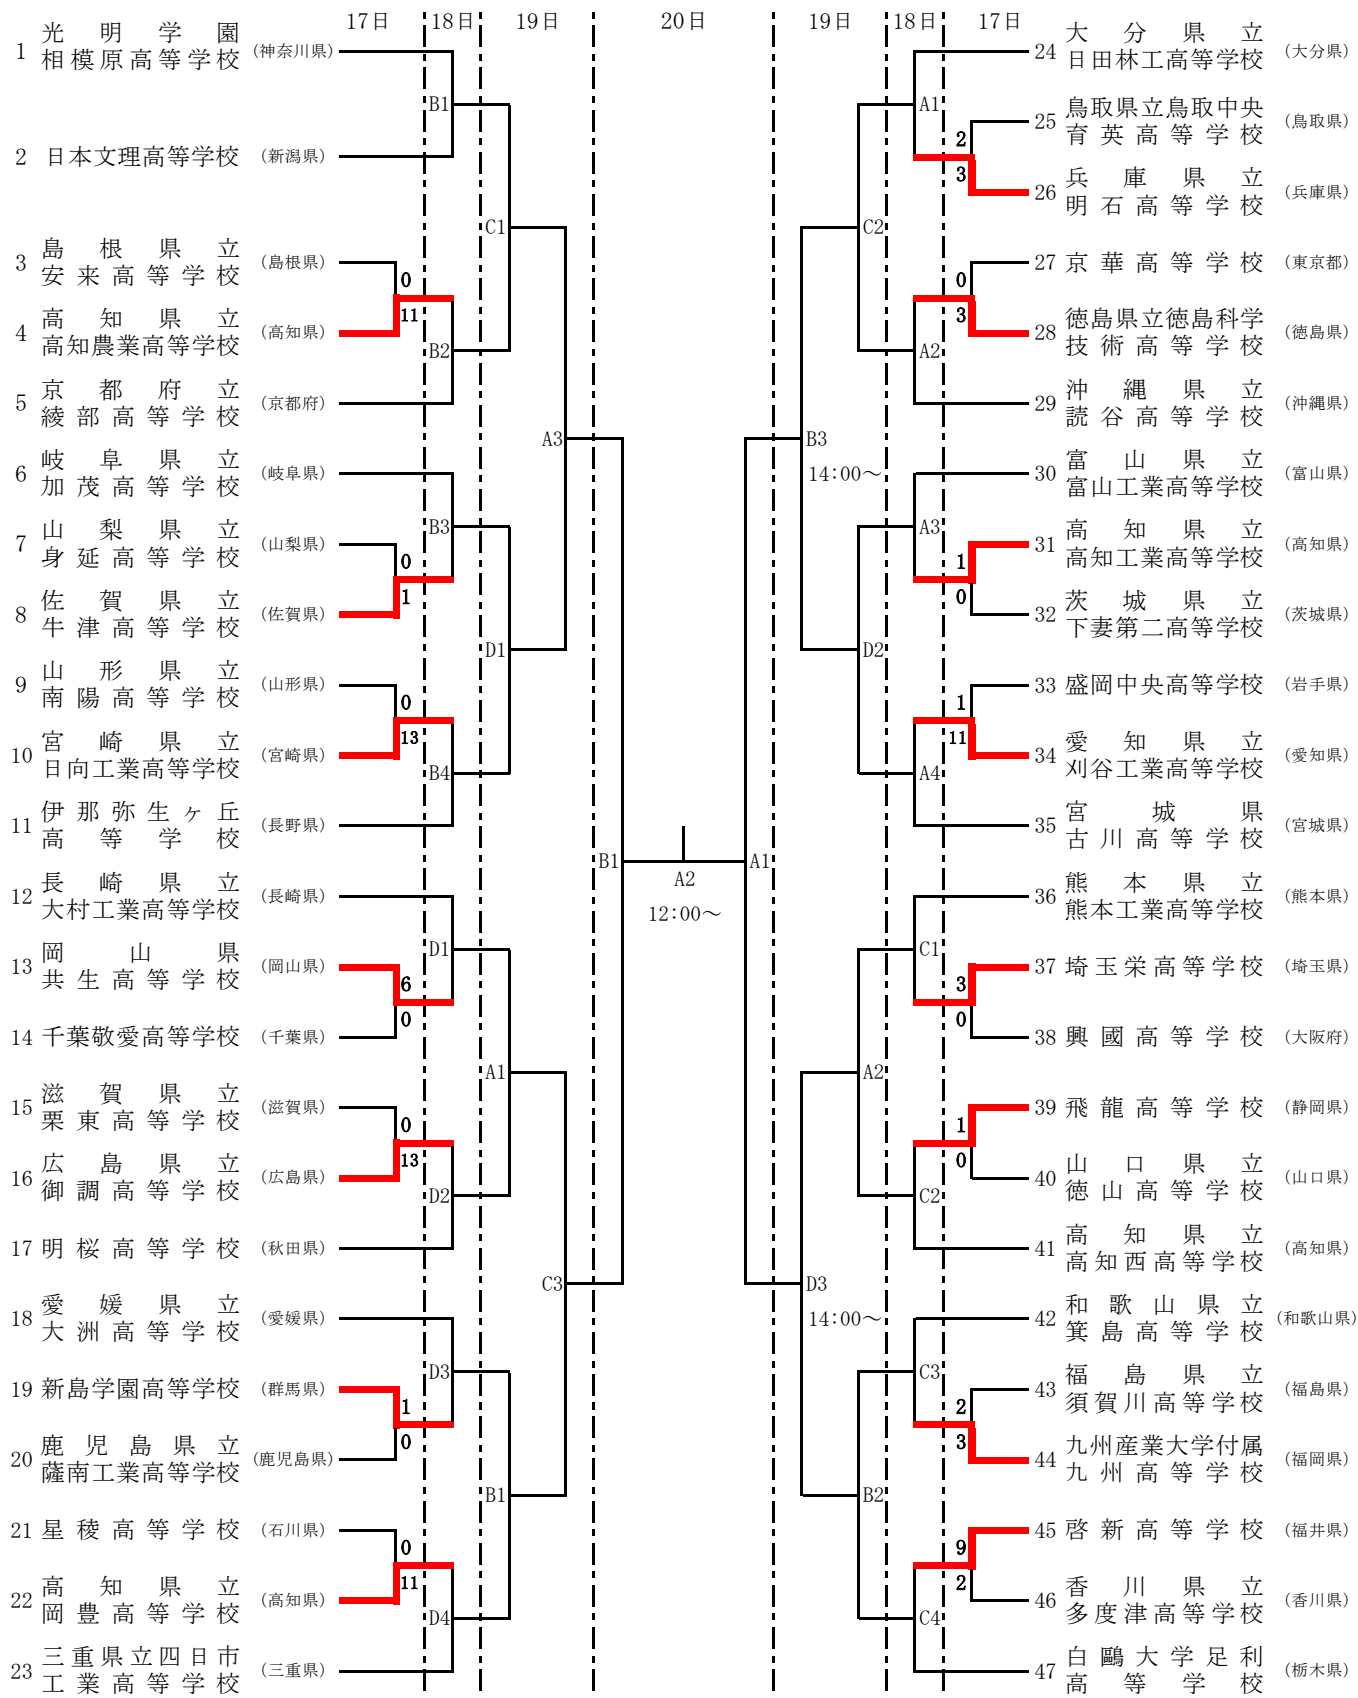 17日 18日 19日 20日 19日 18日 17日
1 光明学園
相模原高等学校 (神奈川県)
B1
2 日本文理高等学校 (新潟県)
C1
3 島根県立
安来高等学校 (島根県)
0
11
4 高知県立
高知農業高等学校 (高知県)
B2
5 京都府立
綾部高等学校 (京都府)
A3
6 岐阜県立
加茂高等学校 (岐阜県)
B3
7 山梨県立
身延高等学校 (山梨県)
0
1
8 佐賀県立
牛津高等学校 (佐賀県)
D1
9 山形県立
南陽高等学校 (山形県)
0
13
10 宮崎県立
日向工業高等学校 (宮崎県)
B4
11 伊那弥生ヶ丘
高等学校 (長野県)
B1
12 長崎県立
大村工業高等学校 (長崎県)
D1
13 岡山県
共生高等学校 (岡山県)
6
0
14 千葉敬愛高等学校 (千葉県)
A1
15 滋賀県立
栗東高等学校 (滋賀県)
0
13
16 広島県立
御調高等学校 (広島県)
D2
17 明桜高等学校 (秋田県)
C3
18 愛媛県立
大洲高等学校 (愛媛県)
D3
19 新島学園高等学校 (群馬県)
1
0
20 鹿児島県立
薩南工業高等学校 (鹿児島県)
B1
21 星稜高等学校 (石川県)
0
11
22 高知県立
岡豊高等学校 (高知県)
D4
23 三重県立四日市
工業高等学校 (三重県)
A2
12:00～
24 大分県立
日田林工高等学校 (大分県)
A1
25 鳥取県立鳥取中央
育英高等学校 (鳥取県)
2
3
26 兵庫県立
明石高等学校 (兵庫県)
C2
27 京華高等学校 (東京都)
0
3
28 徳島県立徳島科学
技術高等学校 (徳島県)
A2
29 沖縄県立
読谷高等学校 (沖縄県)
B3
14:00～
30 富山県立
富山工業高等学校 (富山県)
A3
31 高知県立
高知工業高等学校 (高知県)
1
0
32 茨城県立
下妻第二高等学校 (茨城県)
D2
33 盛岡中央高等学校 (岩手県)
1
11
34 愛知県立
刈谷工業高等学校 (愛知県)
A4
35 宮城県
古川高等学校 (宮城県)
A1
36 熊本県立
熊本工業高等学校 (熊本県)
C1
37 埼玉栄高等学校 (埼玉県)
3
0
38 興國高等学校 (大阪府)
A2
39 飛龍高等学校 (静岡県)
1
0
40 山口県立
徳山高等学校 (山口県)
C2
41 高知県立
高知西高等学校 (高知県)
D3
14:00～
42 和歌山県立
箕島高等学校 (和歌山県)
C3
43 福島県立
須賀川高等学校 (福島県)
2
3
44 九州産業大学付属
九州高等学校 (福岡県)
B2
45 啓新高等学校 (福井県)
9
2
46 香川県立
多度津高等学校 (香川県)
C4
47 白鷗大学足利
高等学校 (栃木県)